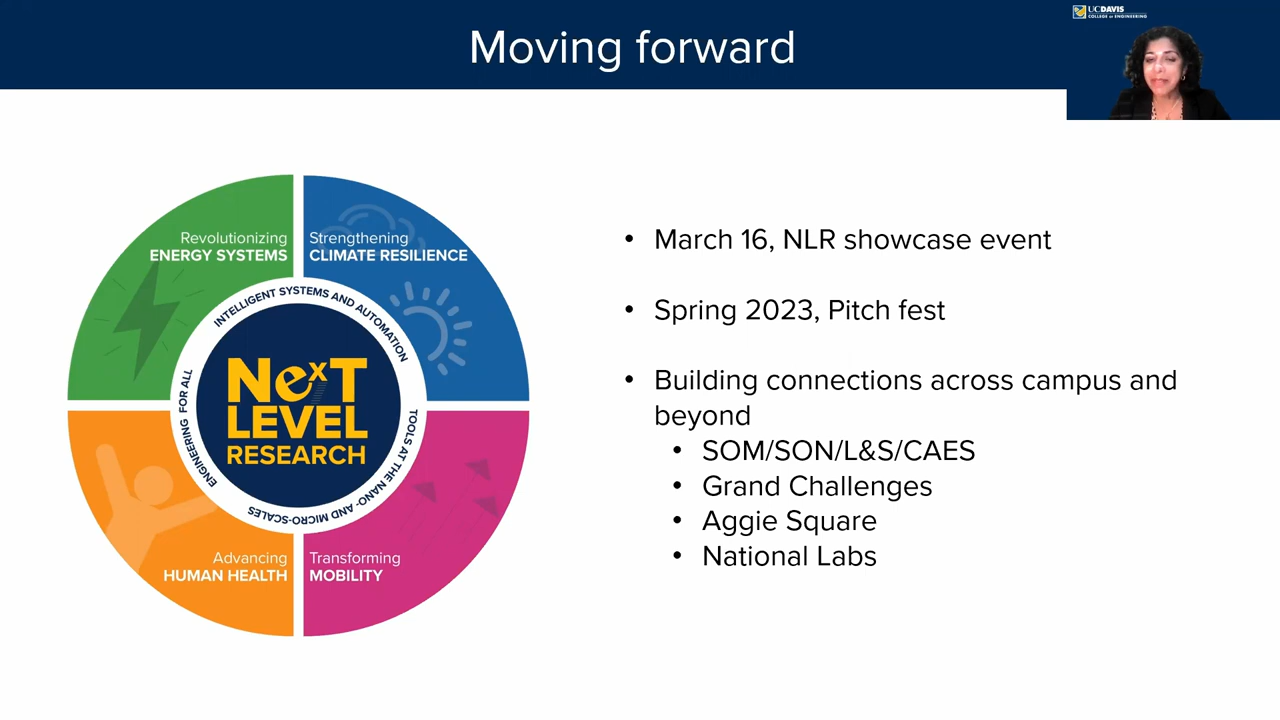 Moving forward
UCDAVIS
COLLEGE OF ENGINEERING
Revolutionizing
ENERGY SYSTEMS
Strengthening
CLIMATE RESILIENCE
INTELLIGENT SYSTEMS AND AUTOMATION
TOOLS AT THE NANO- AND MICRO-SCALES
ENGINEERING FOR ALL
NexT
LEVEL
RESEARCH
Advancing
HUMAN HEALTH
Transforming
MOBILITY
• March 16, NLR showcase event
• Spring 2023, Pitch fest
• Building connections across campus and
beyond
• SOM/SON/L&S/CAES
• Grand Challenges
• Aggie Square
• National Labs